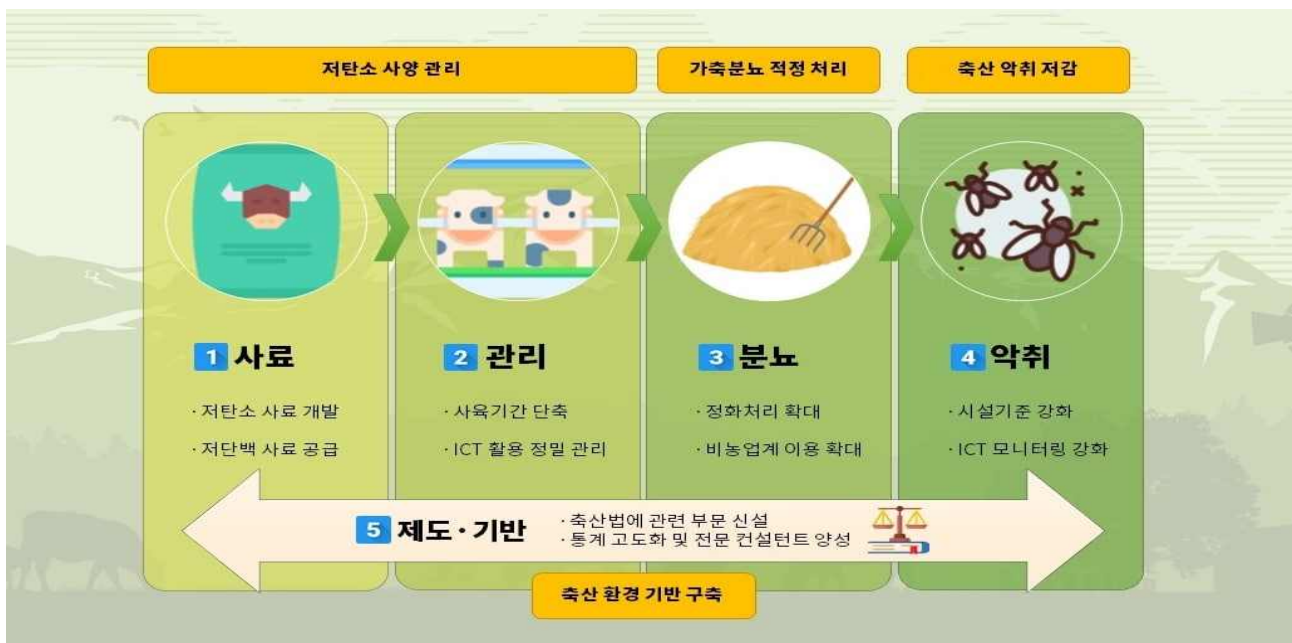 저탄소 사양 관리
가축분뇨 적정 처리
축산 악취 저감
1 사료
· 저탄소 사료 개발
· 저단백 사료 공급
2 관리
· 사육기간 단축
· ICT 활용 정밀 관리
3 분뇨
· 정화처리 확대
· 비농업계 이용 확대
4 악취
· 시설기준 강화
· ICT 모니터링 강화
5 제도·기반
· 축산법에 관련 부문 신설
· 통계 고도화 및 전문 컨설턴트 양성
축산 환경 기반 구축